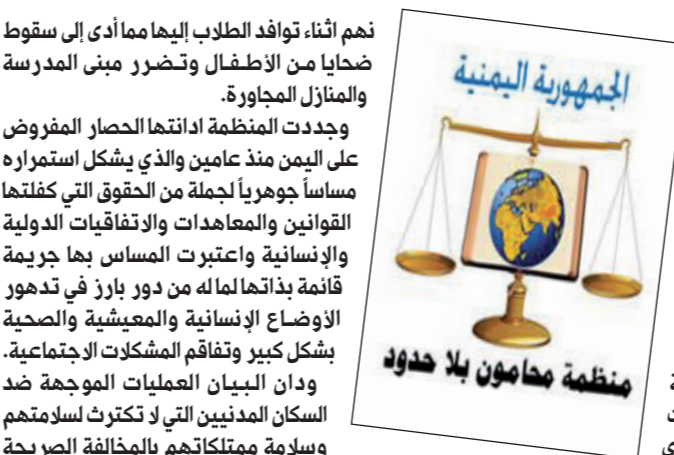 نهم اثناء توافد الطلاب إليها مما أدى إلى سقوط
ضحايا من الأطفال وتضرر مبنى المدرسة
والمنازل المجاورة.
وجددت المنظمة ادانتها الحصار المفروض
على اليمن منذ عامين والذي يشكل استمراره
مساساً جوهرياً لجملة من الحقوق التي كفلتها
القوانين والمعاهدات والاتفاقيات الدولية
والإنسانية واعتبرت المساس بها جريمة
قائمة بذاتها لما له من دور بارز في تدهور
الأوضاع الإنسانية والمعيشية والصحية
بشكل كبير وتفاقم المشكلات الاجتماعية.
ودان البيان العمليات الموجهة ضد
السكان المدنيين التي لا تكترث لسلامتهم
وسلامة ممتلكاتهم بالمخالفة الصريحة
الجمهورية اليمنية
منظمة محامون بلا حدود